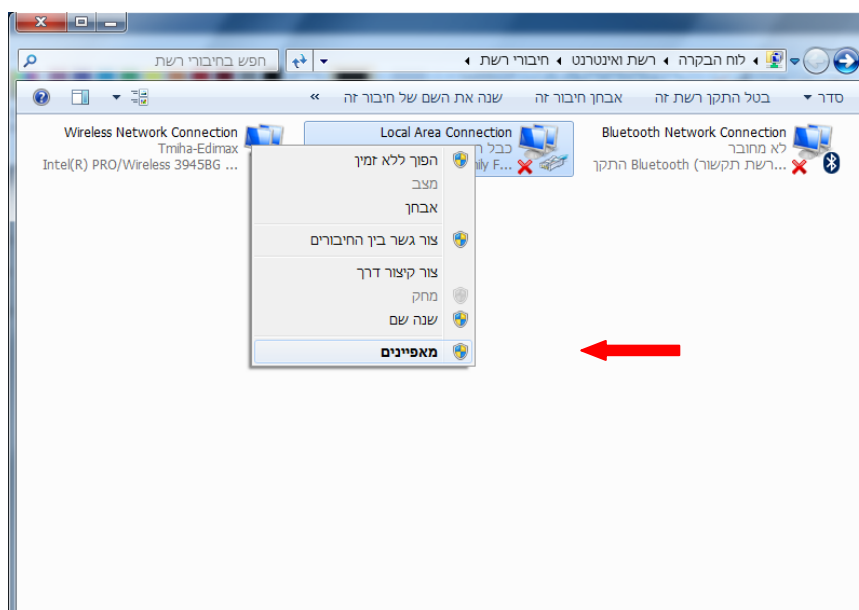 לוח הבקרה
רשת ואינטרנט
חיבורי רשת
חפש בחיבורי רשת
סדר
בטל התקן רשת זה
אבחן חיבור זה
שנה את השם של חיבור זה
»
Bluetooth Network Connection
לא מחובר
התקן Bluetooth (רשת תקשור...
Local Area Connection
כבל
ily F...
Wireless Network Connection
Tmiha-Edimax
Intel(R) PRO/Wireless 3945BG ...
הפוך ללא זמין
מצב
אבחן
צור גשר בין החיבורים
צור קיצור דרך
מחק
שנה שם
מאפיינים